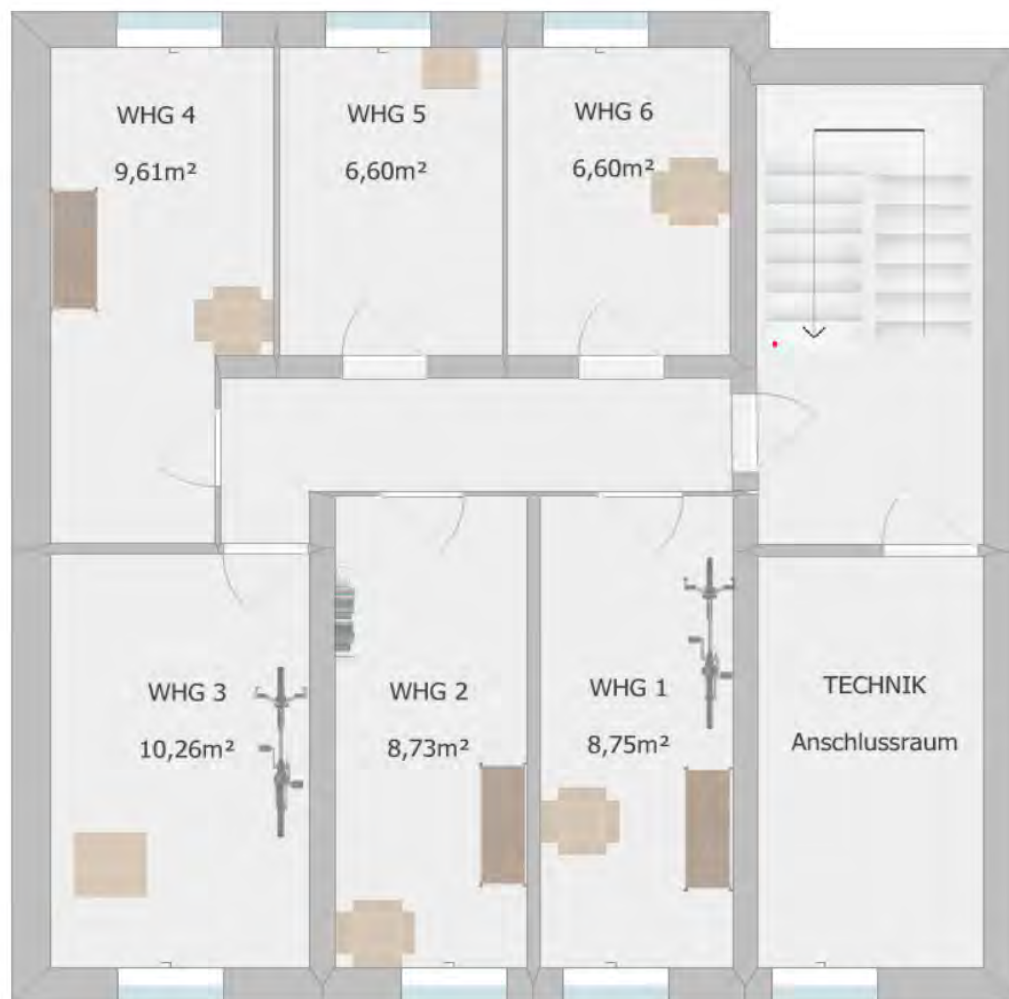 WHG 4
9,61m²
WHG 5
6,60m²
WHG 6
6,60m²
WHG 3
10,26m²
WHG 2
8,73m²
WHG 1
8,75m²
TECHNIK
Anschlussraum